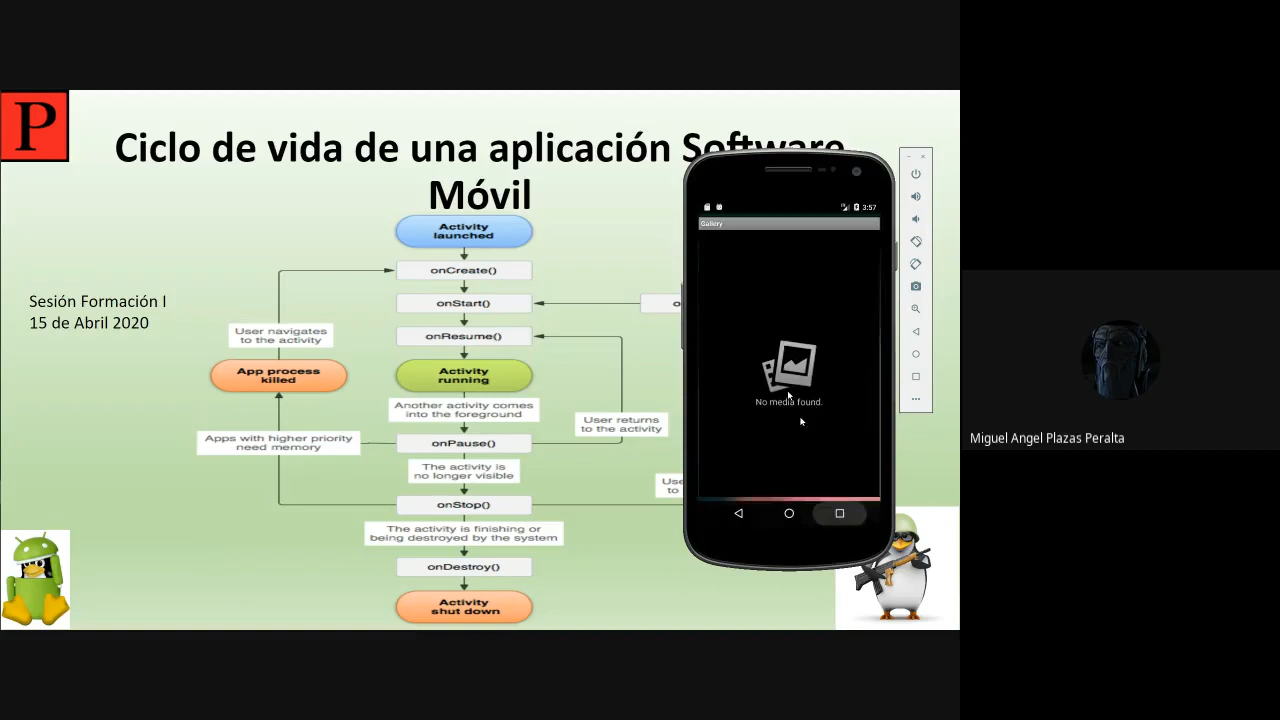 P
Ciclo de vida de una aplicación Software
Móvil
Sesión Formación I
15 de Abril 2020
Activity
launched
onCreate()
onStart()
onResume()
User navigates
to the activity
App process
killed
Activity
running
Another activity comes
into the foreground
User returns
to the activity
Apps with higher priority
need memory
onPause()
The activity is
no longer visible
to
onStop()
The activity is finishing or
being destroyed by the system
onDestroy()
Activity
shut down
3:57
Gallery
No media found.
Miguel Angel Plazas Peralta